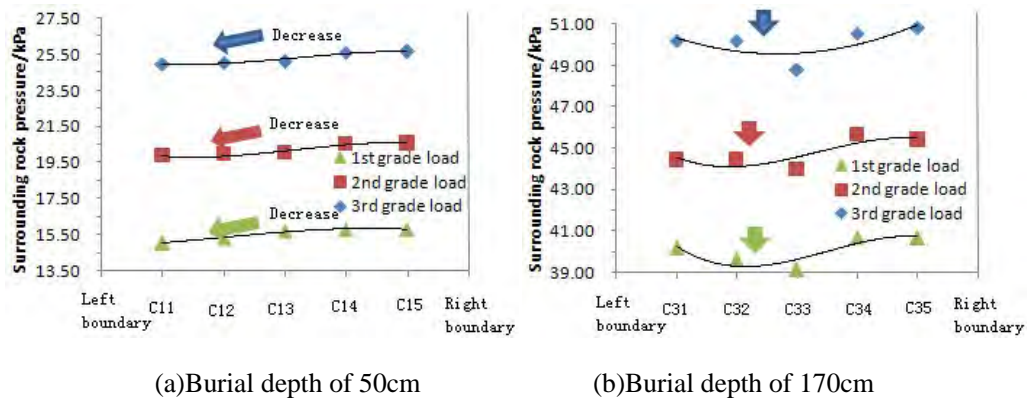 Surrounding rock pressure/kPa
27.50
25.50
23.50
21.50
19.50
17.50
15.50
13.50
Decrease
Decrease
Decrease
1st grade load
2nd grade load
3rd grade load
Left boundary
C11
C12
C13
C14
C15
Right boundary
(a)Burial depth of 50cm
Surrounding rock pressure/kPa
51.00
49.00
47.00
45.00
43.00
41.00
39.00
1st grade load
2nd grade load
3rd grade load
Left boundary
C31
C32
C33
C34
C35
Right boundary
(b)Burial depth of 170cm